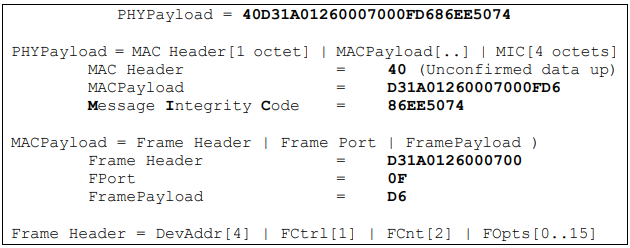 PHYPayload = 40D31A01260007000FD686EE5074
PHYPayload = MAC Header[1 octet] | MACPayload[..] | MIC[4 octets]
MAC Header = 40 (Unconfirmed data up)
MACPayload = D31A01260007000FD6
Message Integrity Code = 86EE5074
MACPayload = Frame Header | Frame Port | FramePayload )
Frame Header = D31A0126000700
FPort = 0F
FramePayload = D6
Frame Header = DevAddr[4] | FCtrl[1] | FCnt[2] | FOpts[0..15]